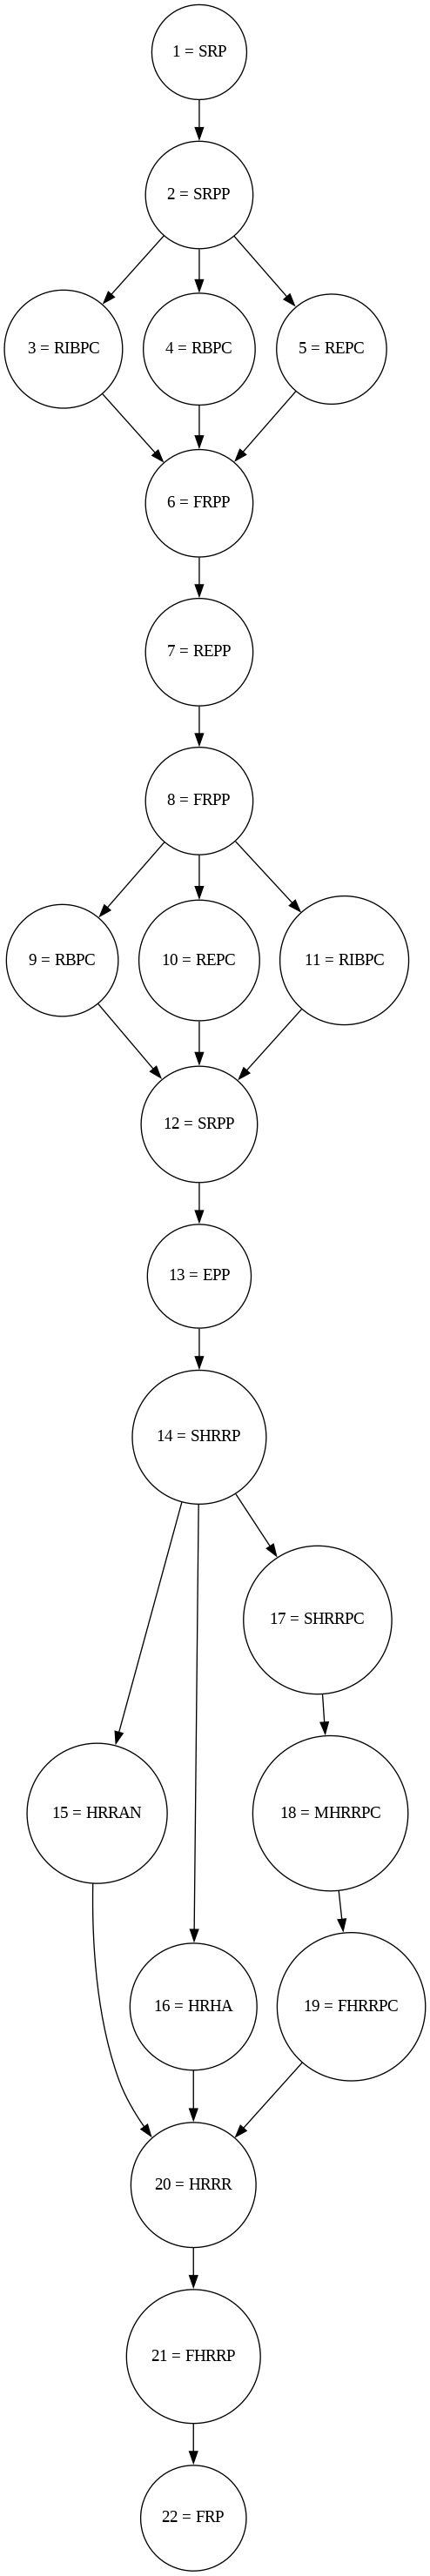 1 = SRP
2 = SRPP
3 = RIBPC
4 = RBPC
5 = REPC
6 = FRPP
7 = REPP
8 = FRPP
9 = RBPC
10 = REPC
11 = RIBPC
12 = SRPP
13 = EPP
14 = SHRRP
17 = SHRRPC
15 = HRRAN
18 = MHRRPC
16 = HRHA
19 = FHRRPC
20 = HRRR
21 = FHRRP
22 = FRP